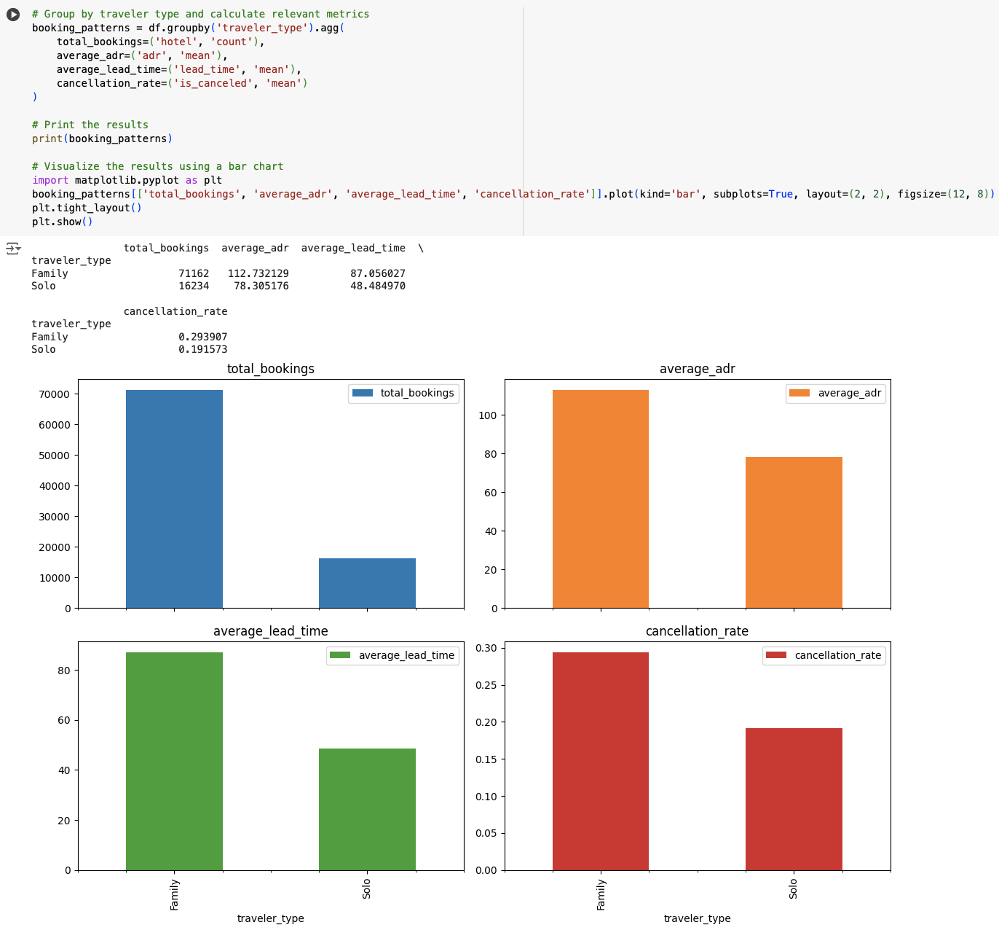 # Group by traveler type and calculate relevant metrics
booking_patterns = df.groupby('traveler_type').agg(
    total_bookings=('hotel', 'count'),
    average_adr=('adr', 'mean'),
    average_lead_time=('lead_time', 'mean'),
    cancellation_rate=('is_canceled', 'mean')
)
# Print the results
print(booking_patterns)
# Visualize the results using a bar chart
import matplotlib.pyplot as plt
booking_patterns[['total_bookings', 'average_adr', 'average_lead_time', 'cancellation_rate']].plot(kind='bar', subplots=True, layout=(2, 2), figsize=(12, 8))
plt.tight_layout()
plt.show()
               total_bookings  average_adr  average_lead_time  \
traveler_type
Family                  71162   112.732129          87.056027
Solo                    16234    78.305176          48.484970
               cancellation_rate
traveler_type
Family                  0.293907
Solo                    0.191573
total_bookings
total_bookings
70000
60000
50000
40000
30000
20000
10000
0
average_adr
average_adr
100
80
60
40
20
0
average_lead_time
average_lead_time
80
60
40
20
0
Family
Solo
traveler_type
cancellation_rate
cancellation_rate
0.30
0.25
0.20
0.15
0.10
0.05
0.00
Family
Solo
traveler_type